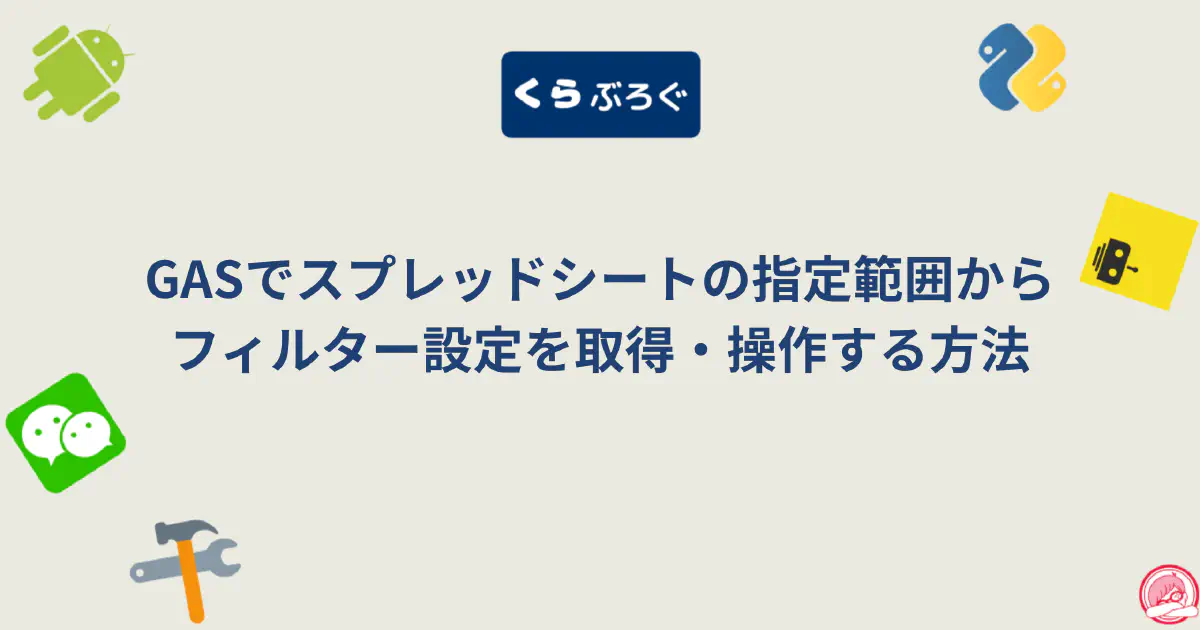 くらぶろぐ
GASでスプレッドシートの指定範囲から
フィルター設定を取得・操作する方法